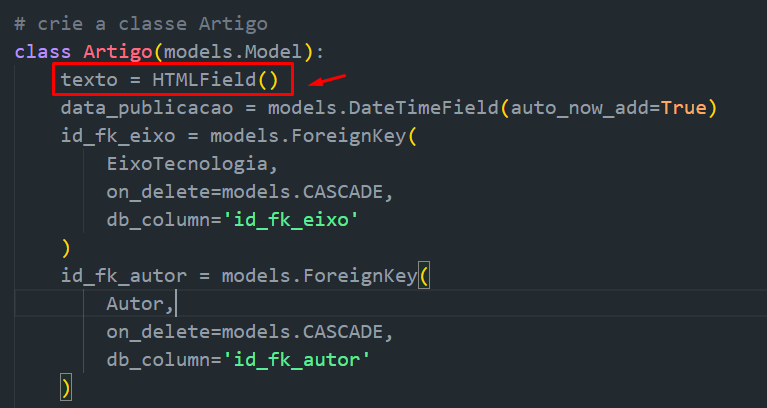 # crie a classe Artigo
class Artigo(models.Model):
    texto = HTMLField()
    data_publicacao = models.DateTimeField(auto_now_add=True)
    id_fk_eixo = models.ForeignKey(
        EixoTecnologia,
        on_delete=models.CASCADE,
        db_column='id_fk_eixo'
    )
    id_fk_autor = models.ForeignKey(
        Autor,
        on_delete=models.CASCADE,
        db_column='id_fk_autor'
    )